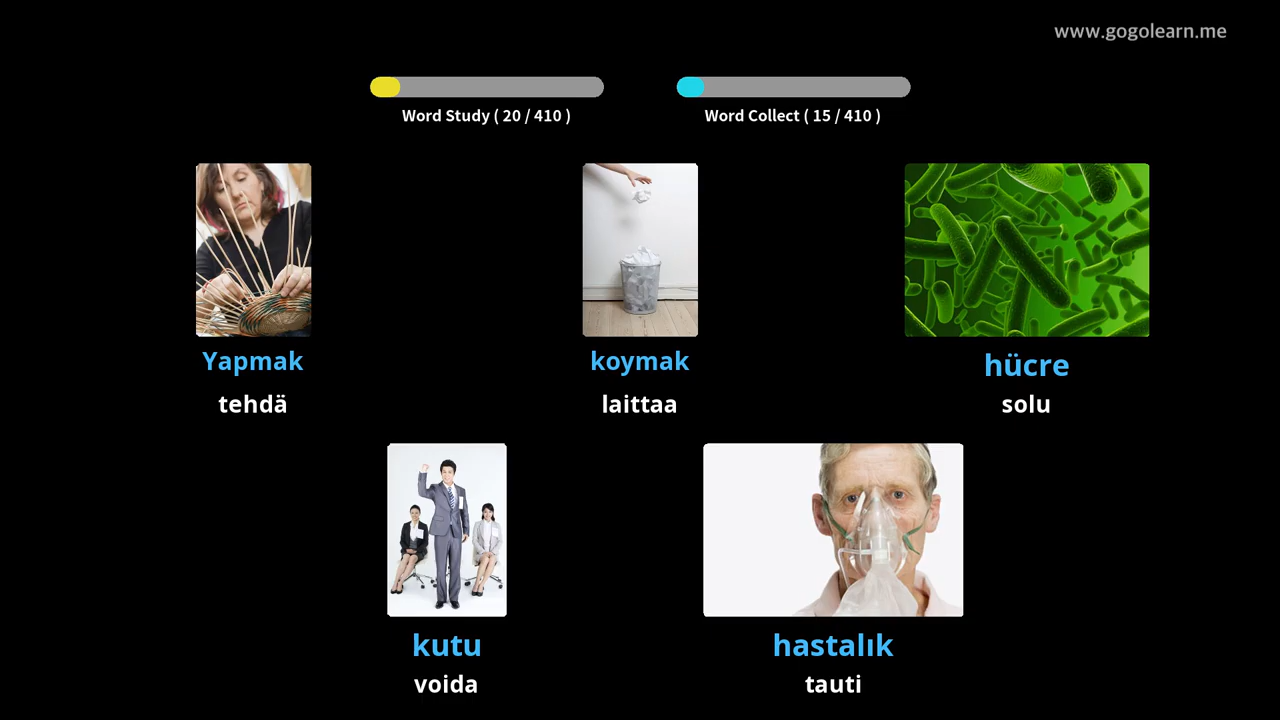 www.gogolearn.me
Word Study ( 20 / 410 )
Word Collect ( 15 / 410 )
Yapmak
tehdä
koymak
laittaa
hücre
solu
kutu
voida
hastalık
tauti